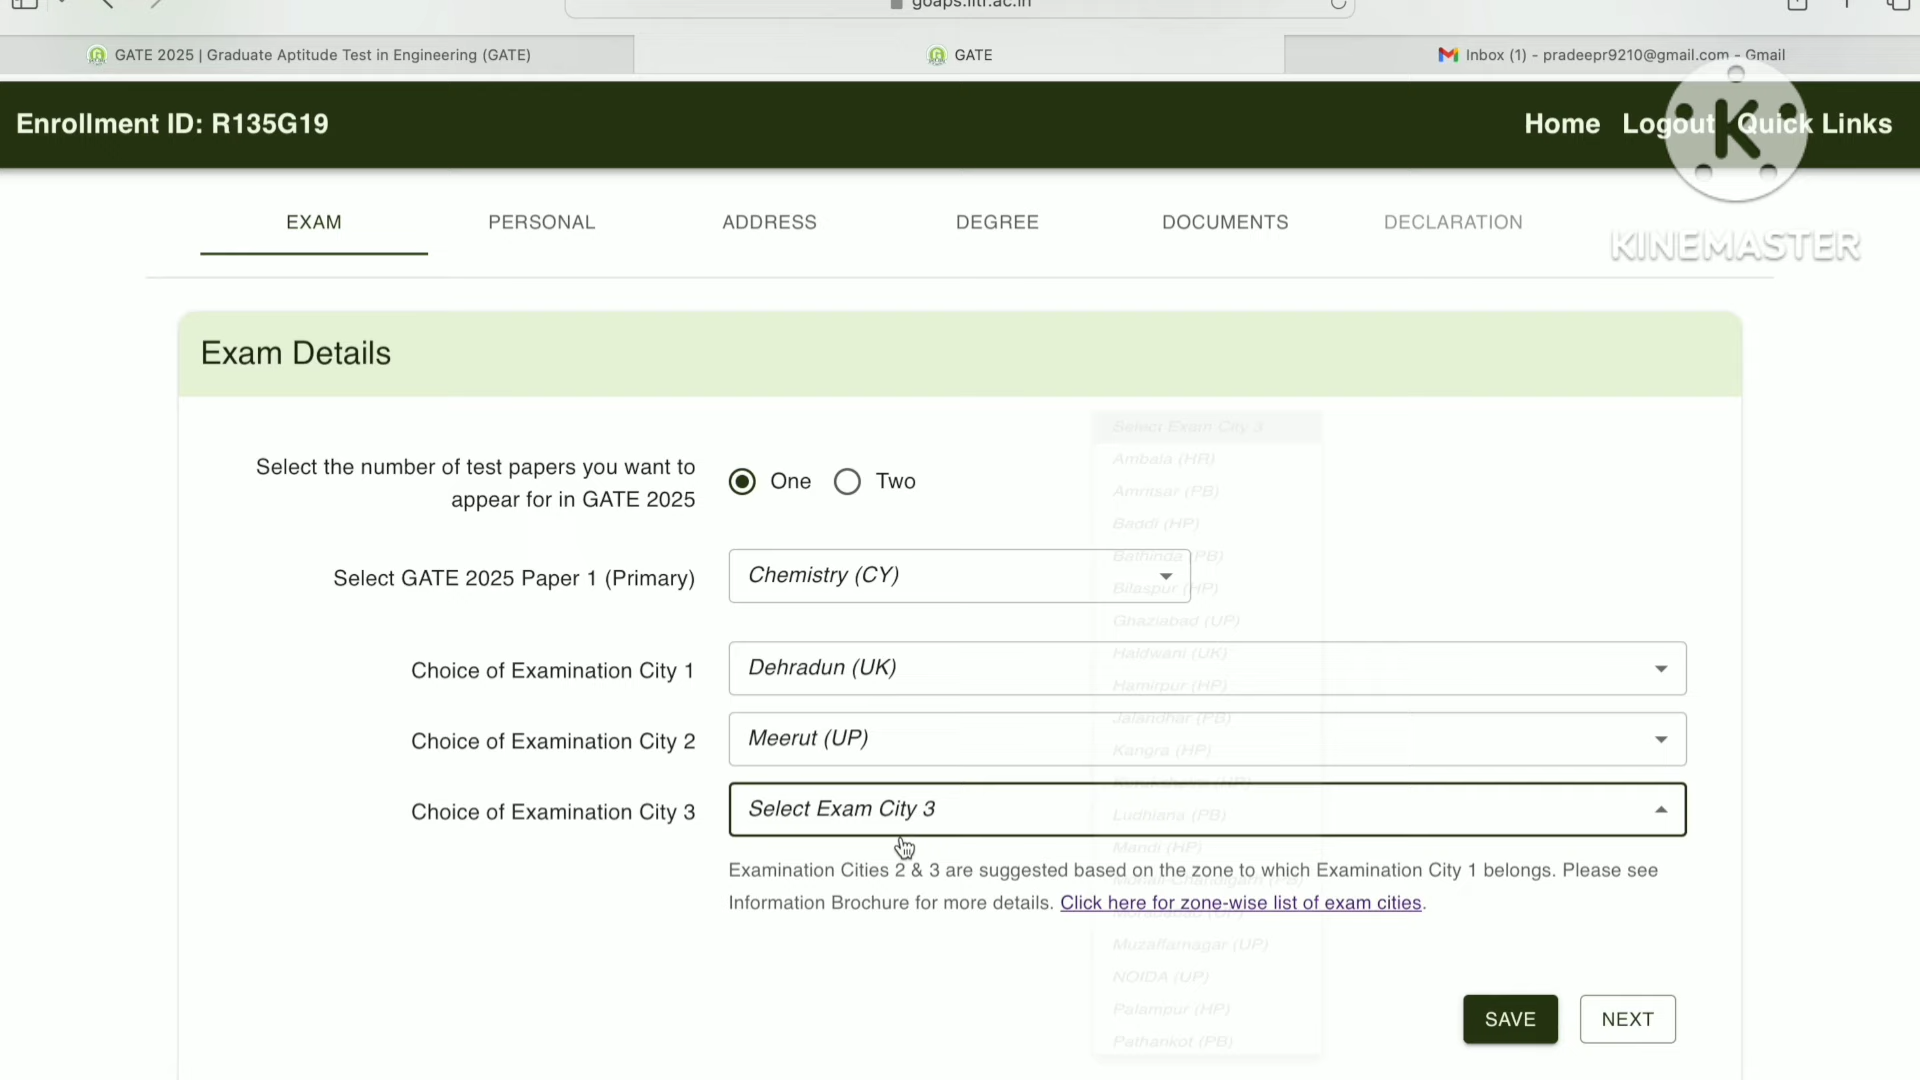 goaps.iitr.ac.in
GATE 2025 | Graduate Aptitude Test in Engineering (GATE)
GATE
Inbox (1) - pradeepr9210@gmail.com - Gmail
Enrollment ID: R135G19
Home Logout Quick Links
K
KINEMASTER
EXAM PERSONAL ADDRESS DEGREE DOCUMENTS DECLARATION
Exam Details
Select the number of test papers you want to
appear for in GATE 2025
One Two
Select GATE 2025 Paper 1 (Primary)
Chemistry (CY)
Choice of Examination City 1
Dehradun (UK)
Choice of Examination City 2
Meerut (UP)
Choice of Examination City 3
Select Exam City 3
Examination Cities 2 & 3 are suggested based on the zone to which Examination City 1 belongs. Please see
Information Brochure for more details. Click here for zone-wise list of exam cities.
Select Exam City 3
Ambala (HR)
Amritsar (PB)
Baddi (HP)
Bathinda (PB)
Bilaspur (HP)
Ghaziabad (UP)
Haldwani (UK)
Hamirpur (HP)
Jalandhar (PB)
Kangra (HP)
Ludhiana (PB)
Mandi (HP)
Muzaffarnagar (UP)
NOIDA (UP)
Palampur (HP)
Pathankot (PB)
SAVE NEXT